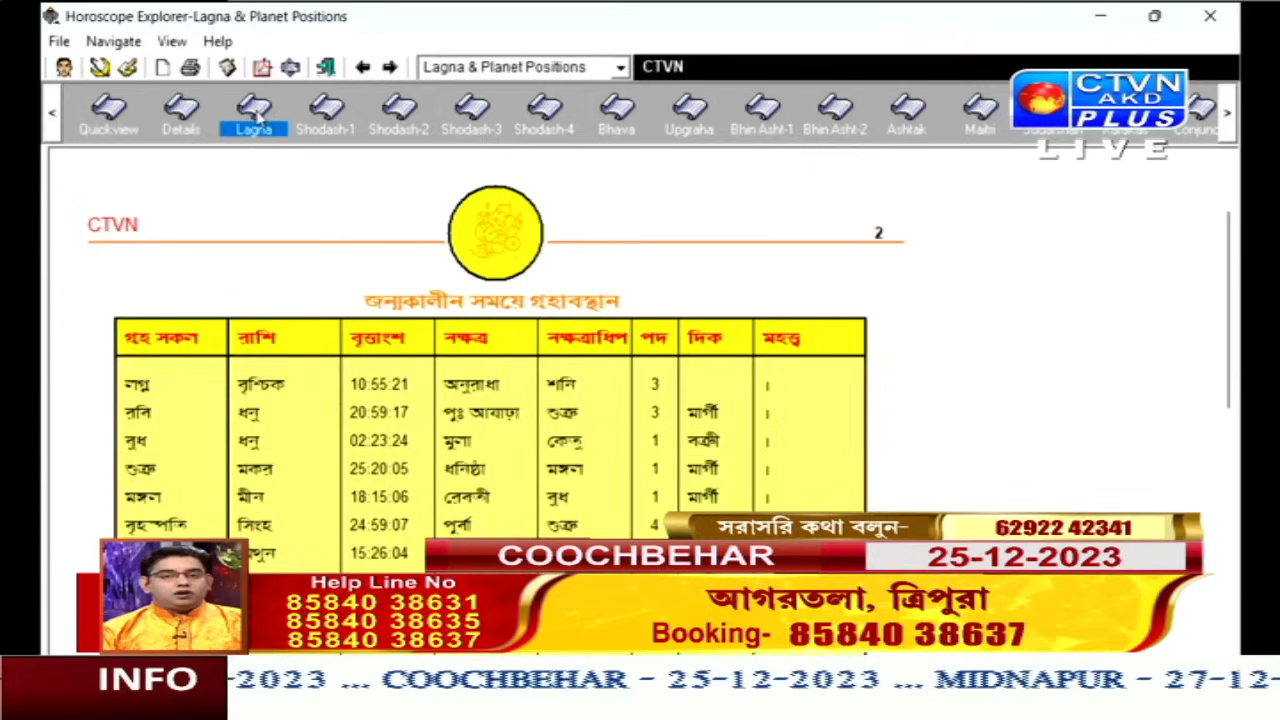 Horoscope Explorer-Lagna & Planet Positions
File Navigate View Help
Lagna & Planet Positions CTVN
Quickview Details Lagna Shodash-1 Shodash-2 Shodash-3 Shodash-4 Bhava Upgraha Bhin Asht-1 Bhin Asht-2 Ashtak Maitri
CTVN
AKD
PLUS
LIVE
CTVN
2
জন্মকালীন সময়ে গৃহাবস্থান
গৃহ সকল রাশি বৃত্তাংশ নক্ষত্র নক্ষত্রাধিপ পদ দিক মহত্ত্ব
লগ্ন বৃশ্চিক 10:55:21 অনুরাধা শনি 3 ।
রবি ধনু 20:59:17 পুঃ আষাঢ়া শুক্র 3 মার্গী ।
বুধ ধনু 02:23:24 মুলা কেতু 1 বক্রী ।
শুক্র মকর 25:20:05 ধনিষ্ঠা মঙ্গল 1 মার্গী ।
মঙ্গল মীন 18:15:06 রেবতী বুধ 1 মার্গী ।
বৃহস্পতি সিংহ 24:59:07 পূর্বা শুক্র 4
15:26:04
সরাসরি কথা বলুন- 62922 42341
COOCHBEHAR 25-12-2023
Help Line No
85840 38631
85840 38635
85840 38637
আগরতলা, ত্রিপুরা
Booking- 85840 38637
INFO -2023 ... COOCHBEHAR - 25-12-2023 ... MIDNAPUR - 27-12-